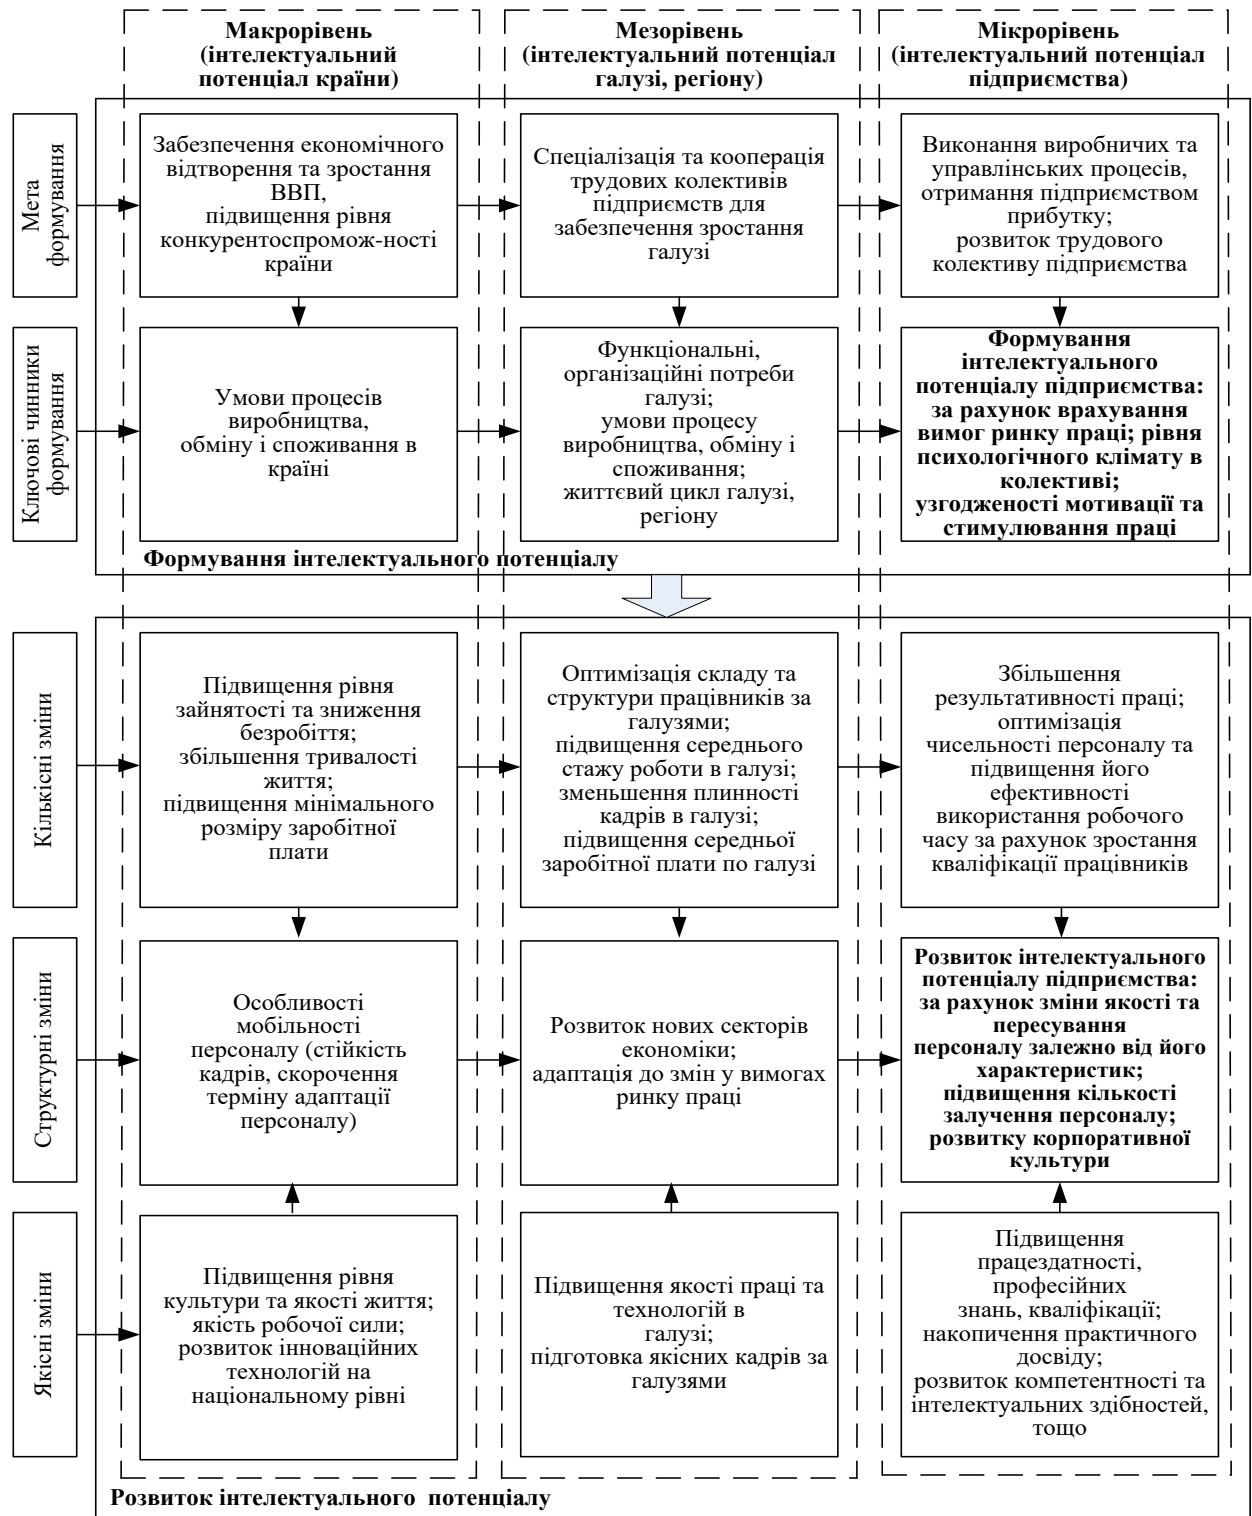 Макрорівень
(інтелектуальний
потенціал країни)
Мезорівень
(інтелектуальний потенціал
галузі, регіону)
Мікрорівень
(інтелектуальний потенціал
підприємства)
Мета
формування
Забезпечення економічного
відтворення та зростання
ВВП,
підвищення рівня
конкурентоспромож-ності
країни
Спеціалізація та кооперація
трудових колективів
підприємств для
забезпечення зростання
галузі
Виконання виробничих та
управлінських процесів,
отримання підприємством
прибутку;
розвиток трудового
колективу підприємства
Ключові чинники
формування
Умови процесів
виробництва,
обміну і споживання в
країні
Функціональні,
організаційні потреби
галузі;
умови процесу
виробництва, обміну і
споживання;
життєвий цикл галузі,
регіону
Формування
інтелектуального
потенціалу підприємства:
за рахунок врахування
вимог ринку праці; рівня
психологічного клімату в
колективі;
узгодженості мотивації та
стимулювання праці
Формування інтелектуального потенціалу
Кількісні зміни
Підвищення рівня
зайнятості та зниження
безробіття;
збільшення тривалості
життя;
підвищення мінімального
розміру заробітної
плати
Оптимізація складу та
структури працівників за
галузями;
підвищення середнього
стажу роботи в галузі;
зменьшення плинності
кадрів в галузі;
підвищення середньої
заробітної плати по галузі
Збільшення
результативності праці;
оптимізація
чисельності персоналу та
підвищення його
ефективності
використання робочого
часу за рахунок зростання
кваліфікації працівників
Структурні зміни
Особливості
мобільності
персоналу (стійкість
кадрів, скорочення
терміну адаптації
персоналу)
Розвиток нових секторів
економіки;
адаптація до змін у вимогах
ринку праці
Розвиток інтелектуального
потенціалу підприємства:
за рахунок зміни якості та
пересування
персоналу залежно від його
характеристик;
підвищення кількості
залучення персоналу;
розвитку корпоративної
культури
Якісні зміни
Підвищення рівня
культури та якості життя;
якість робочої сили;
розвиток інноваційних
технологій на
національному рівні
Підвищення якості праці та
технологій в
галузі;
підготовка якісних кадрів за
галузями
Підвищення
працездатності,
професійних
знань, кваліфікації;
накопичення практичного
досвіду;
розвиток компетентності та
інтелектуальних здібностей,
тощо
Розвиток інтелектуального потенціалу